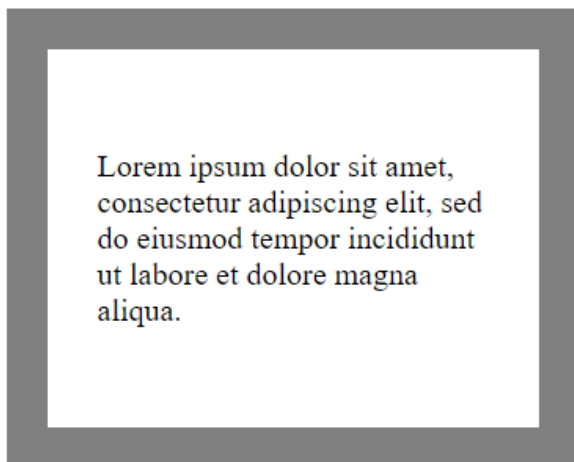 Lorem ipsum dolor sit amet,
consectetur adipiscing elit, sed
do eiusmod tempor incididunt
ut labore et dolore magna
aliqua.